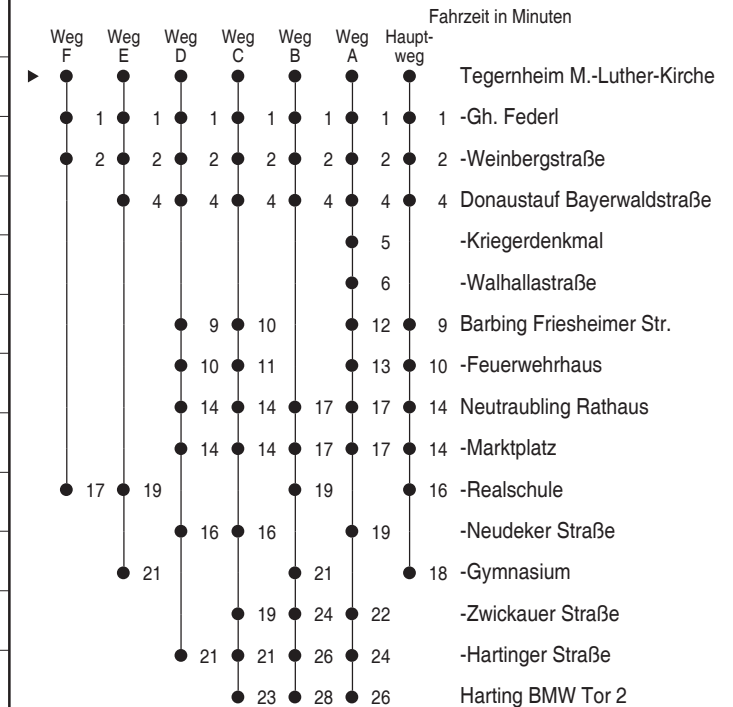 Fahrzeit in Minuten
Weg Weg Weg Weg Weg Weg Haupt-
F E D C B A weg
Tegernheim M.-Luther-Kirche
1 1 1 1 1 1 1 -Gh. Federl
2 2 2 2 2 2 2 -Weinbergstraße
4 4 4 4 4 4 Donaustauf Bayerwaldstraße
5 -Kriegerdenkmal
6 -Walhallastraße
9 10 12 9 Barbing Friesheimer Str.
10 11 13 10 -Feuerwehrhaus
14 14 17 17 14 Neutraubling Rathaus
14 14 17 17 14 -Marktplatz
17 19 19 16 -Realschule
16 16 19 -Neudeker Straße
21 21 18 -Gymnasium
19 24 22 -Zwickauer Straße
21 21 26 24 -Hartinger Straße
23 28 26 Harting BMW Tor 2